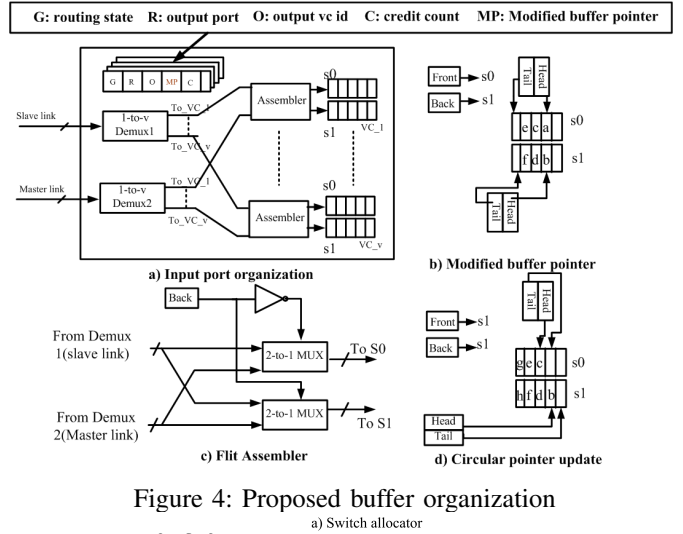 G: routing state R: output port O: output vc id C: credit count MP: Modified buffer pointer
G R O MP C
Slave link
1-to-v
Demux1
To_VC_1
To_VC_v
Master link
1-to-v
Demux2
To_VC_1
To_VC_v
Assembler
s0
s1
VC_1
Assembler
s0
s1
VC_v
a) Input port organization
Front
s0
Back
s1
Tail
Head
e c a
s0
f d b
s1
Tail
Head
b) Modified buffer pointer
Back
From Demux
1(slave link)
2-to-1 MUX
To S0
From Demux
2(Master link)
2-to-1 MUX
To S1
c) Flit Assembler
Front
s1
Back
s1
Tail
Head
g e c
s0
h f d b
s1
Head
Tail
d) Circular pointer update
Figure 4: Proposed buffer organization
a) Switch allocator